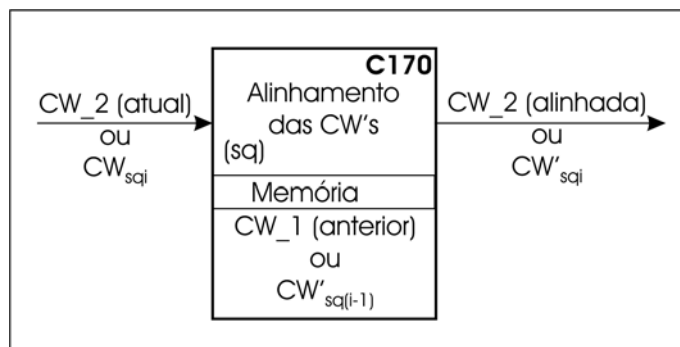 C170
Alinhamento
das CW's
(sq)
CW_2 (atual)
ou
CWsqi
Memória
CW_1 (anterior)
ou
CW'sq(i-1)
CW_2 (alinhada)
ou
CW'sqi